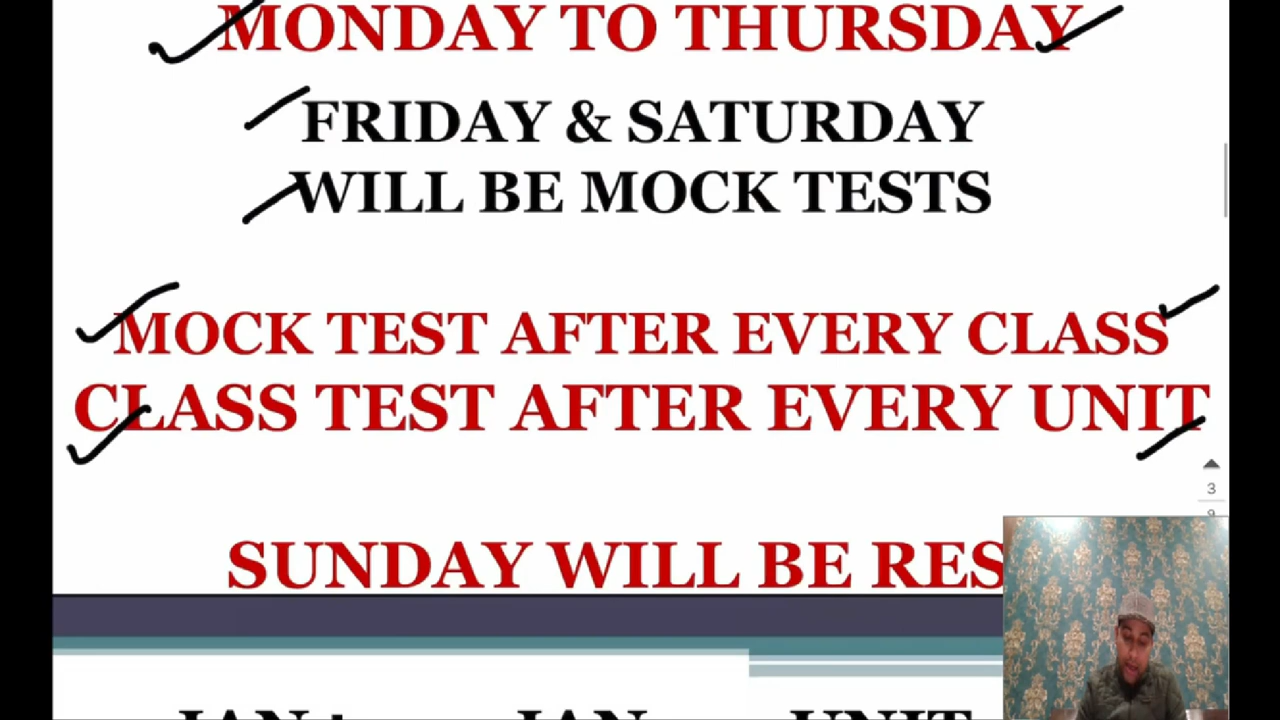 MONDAY TO THURSDAY
FRIDAY & SATURDAY
WILL BE MOCK TESTS
MOCK TEST AFTER EVERY CLASS
CLASS TEST AFTER EVERY UNIT
3
SUNDAY WILL BE RES